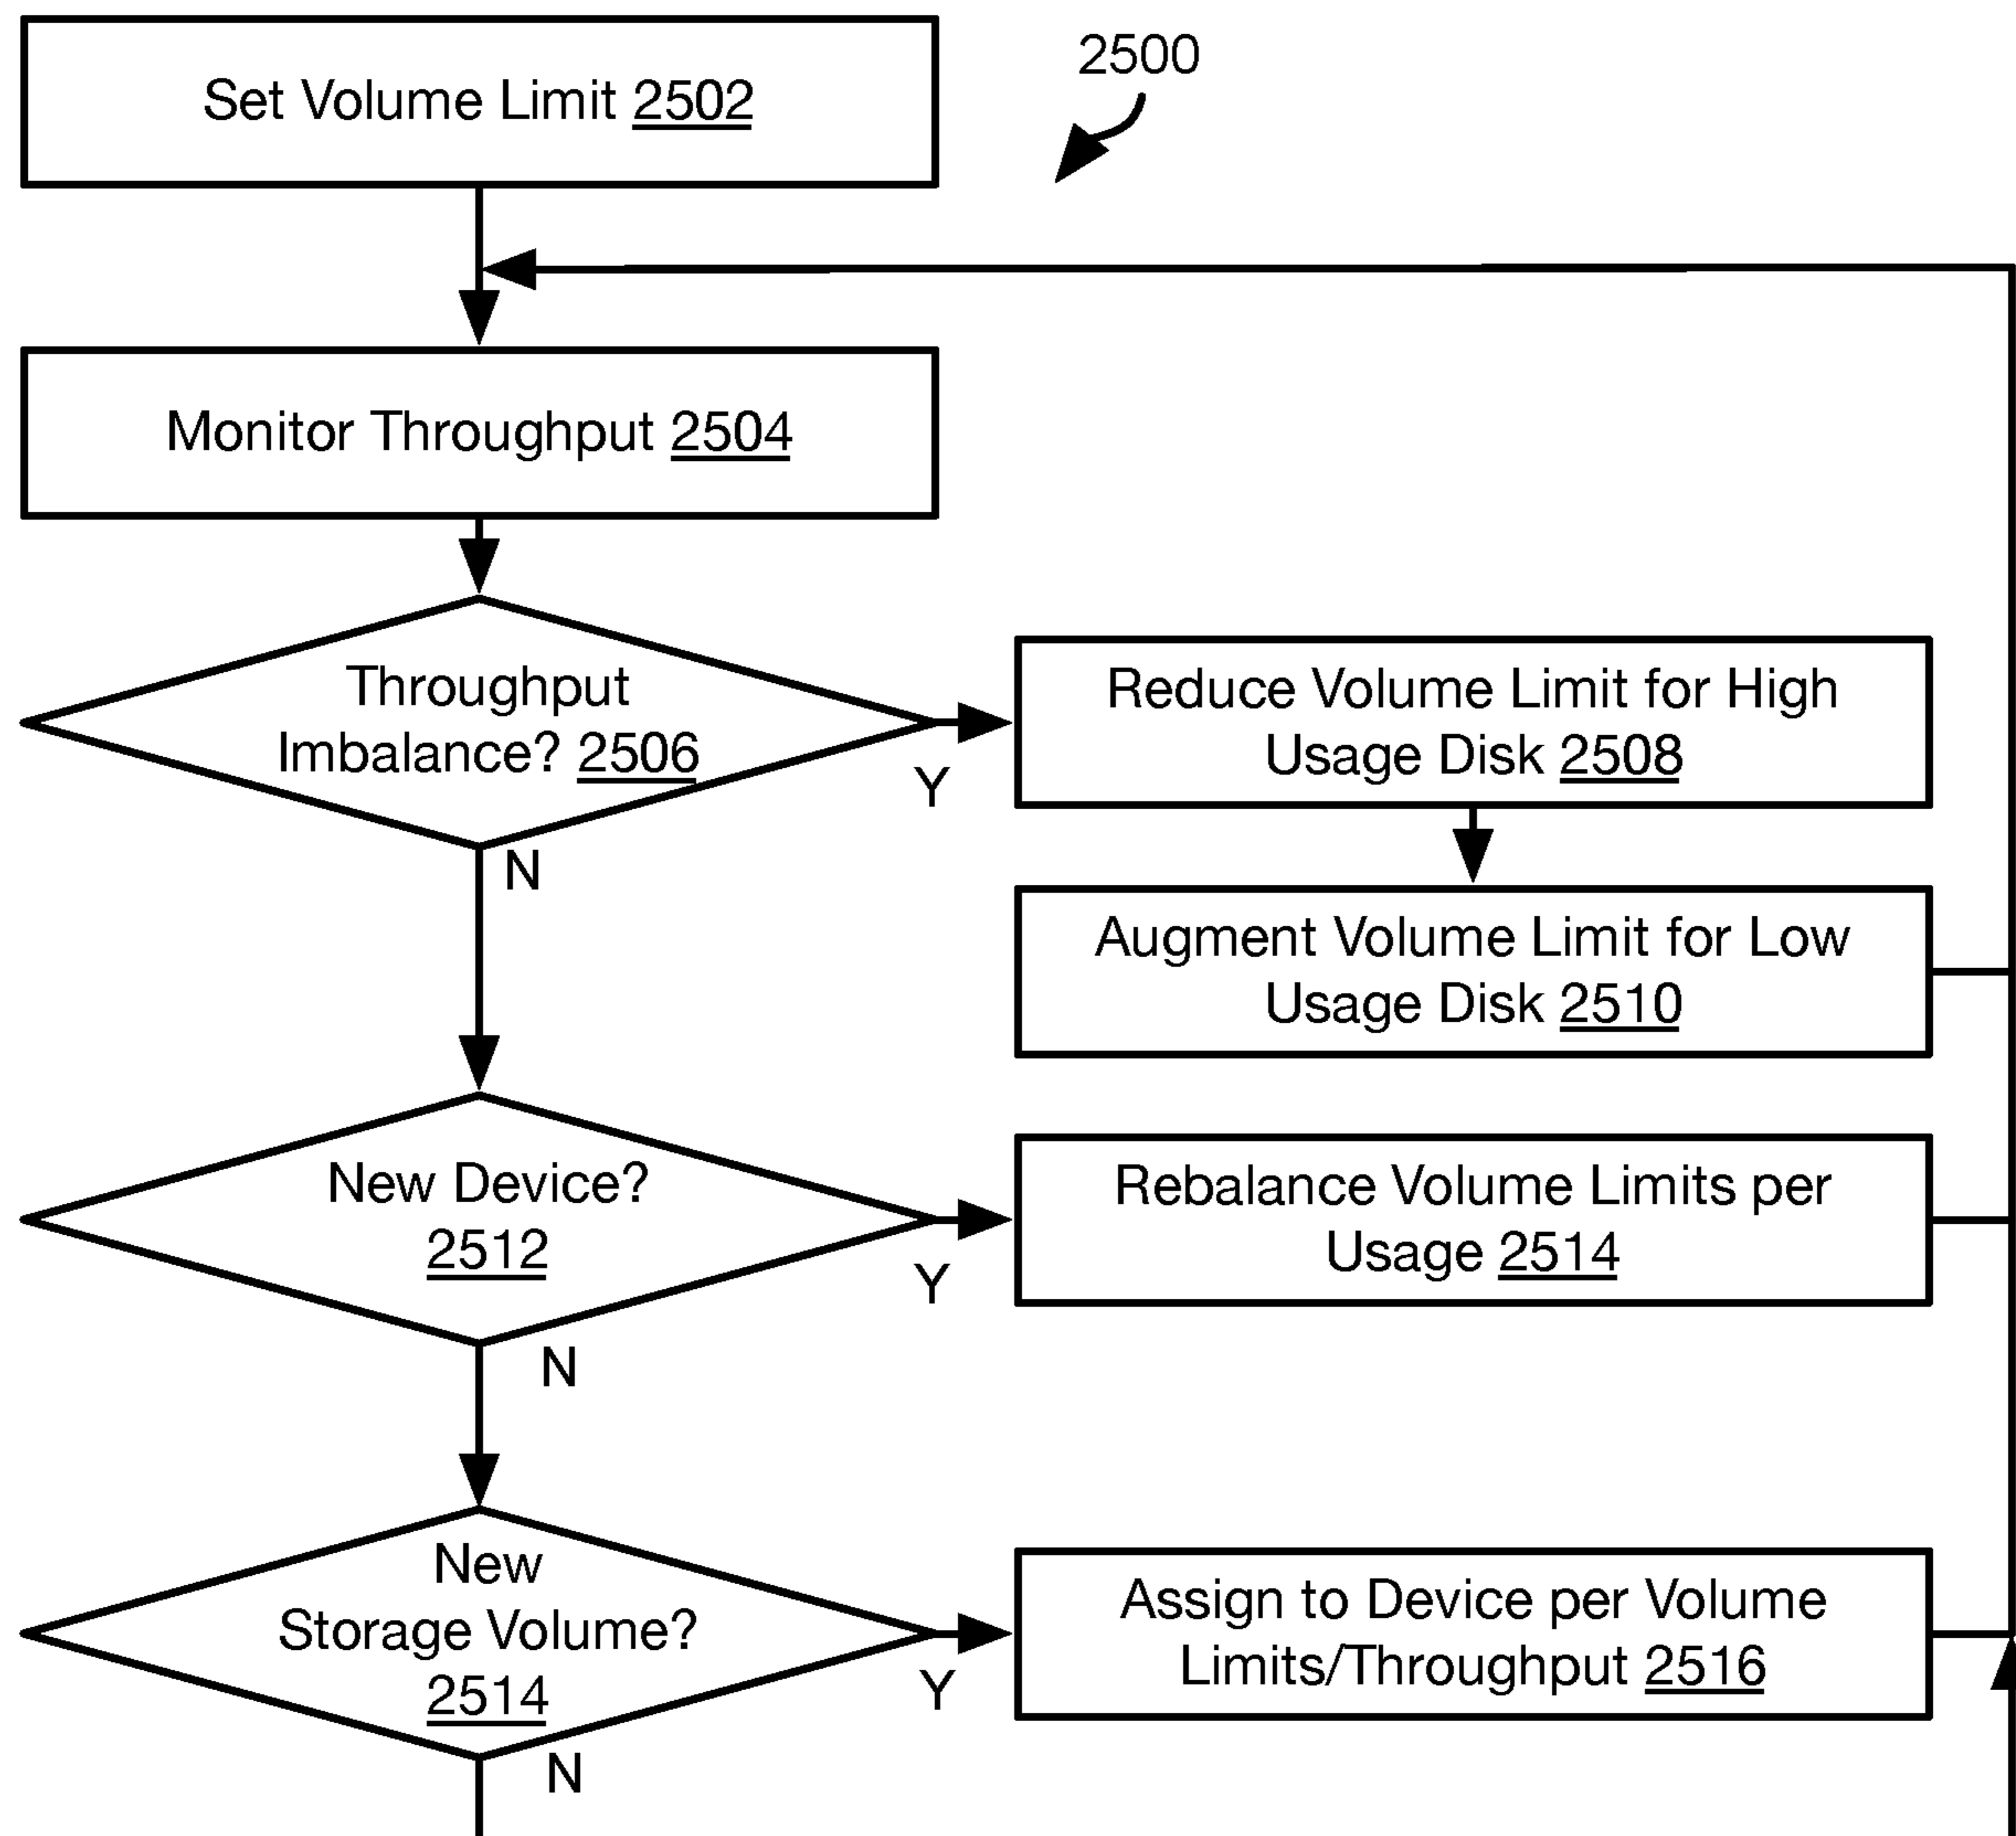 Set Volume Limit 2502
2500
Monitor Throughput 2504
Throughput
Imbalance? 2506
Y
N
Reduce Volume Limit for High
Usage Disk 2508
Augment Volume Limit for Low
Usage Disk 2510
New Device?
2512
Y
N
Rebalance Volume Limits per
Usage 2514
New
Storage Volume?
2514
Y
N
Assign to Device per Volume
Limits/Throughput 2516